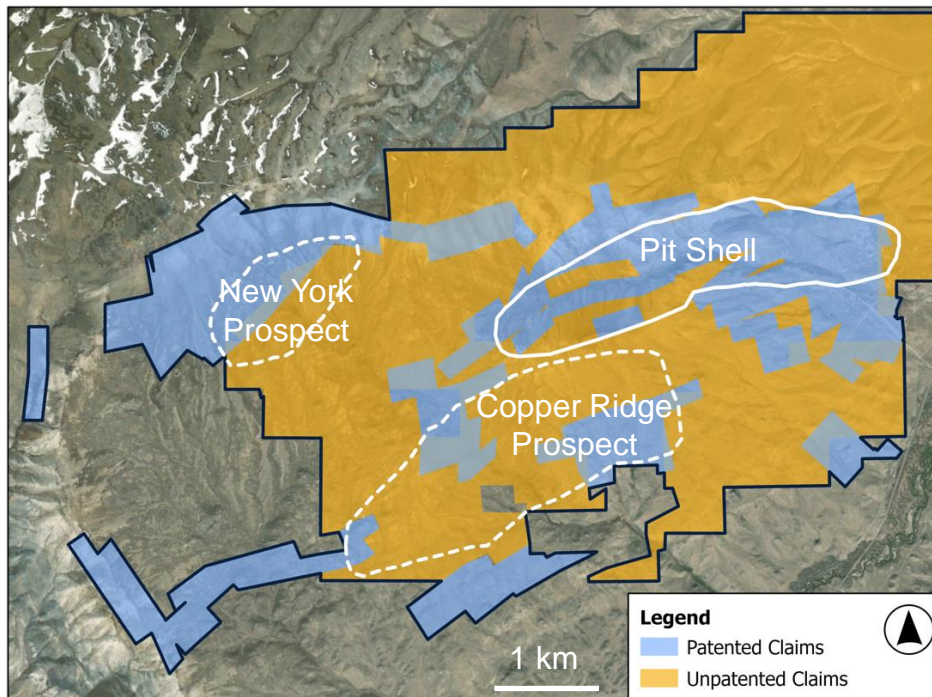 Pit Shell
New York
Prospect
Copper Ridge
Prospect
1 km
Legend
Patented Claims
Unpatented Claims